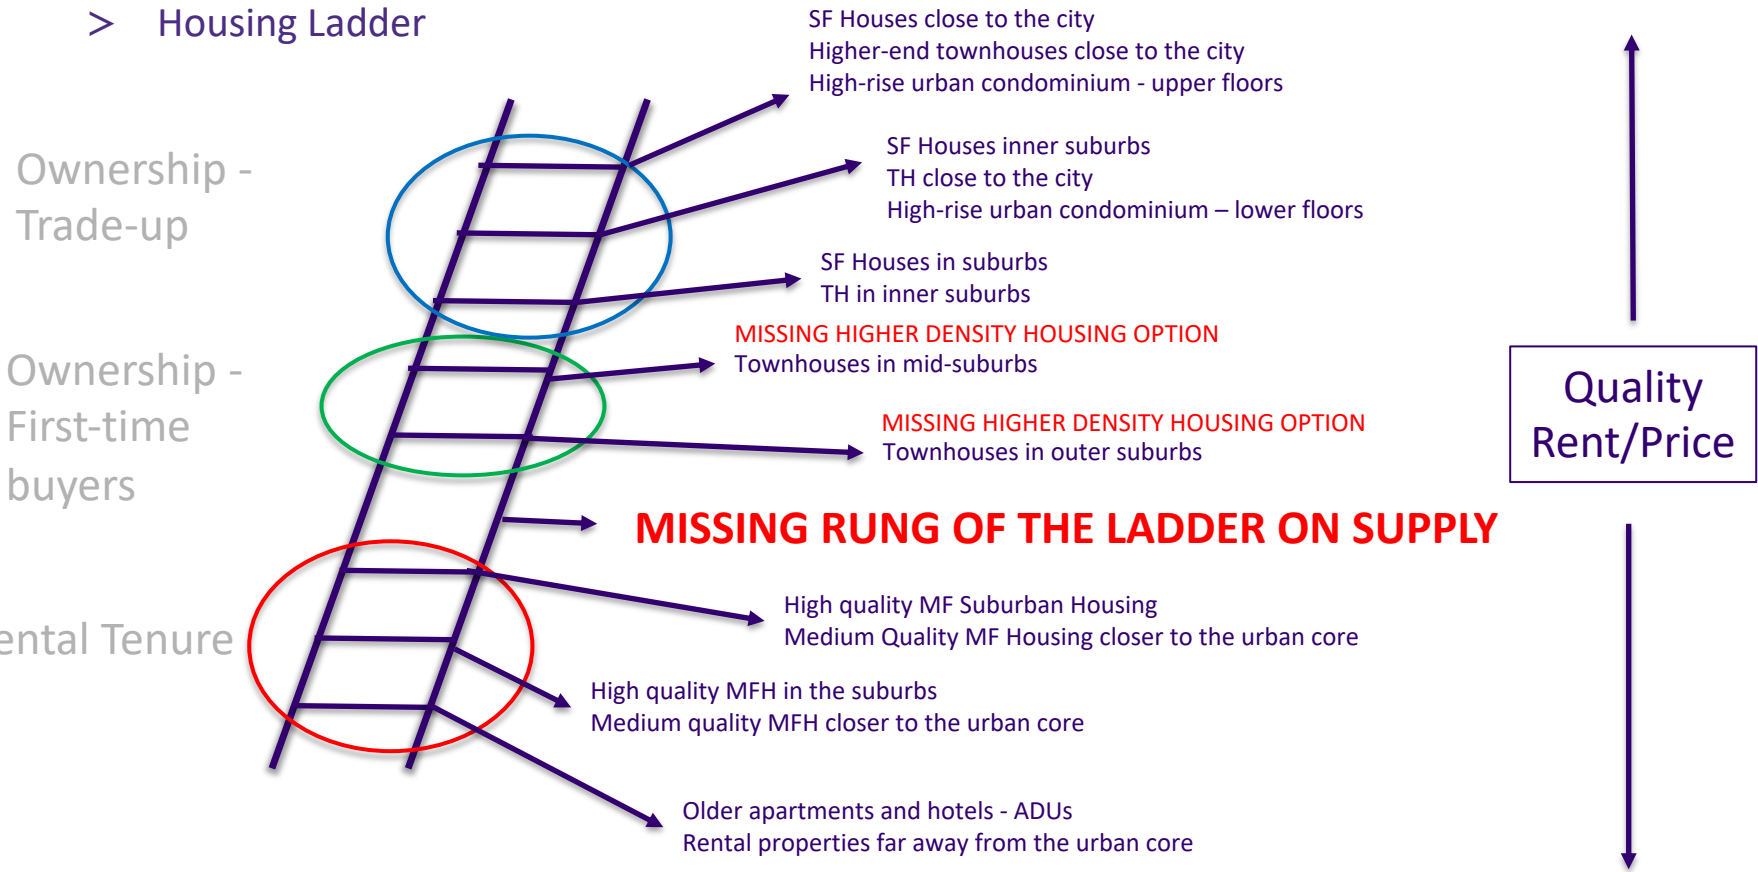 > Housing Ladder
SF Houses close to the city
Higher-end townhouses close to the city
High-rise urban condominium - upper floors
Ownership -
Trade-up
SF Houses inner suburbs
TH close to the city
High-rise urban condominium – lower floors
SF Houses in suburbs
TH in inner suburbs
MISSING HIGHER DENSITY HOUSING OPTION
Townhouses in mid-suburbs
Ownership -
First-time
buyers
MISSING HIGHER DENSITY HOUSING OPTION
Townhouses in outer suburbs
Quality
Rent/Price
MISSING RUNG OF THE LADDER ON SUPPLY
High quality MF Suburban Housing
Medium Quality MF Housing closer to the urban core
ental Tenure
High quality MFH in the suburbs
Medium quality MFH closer to the urban core
Older apartments and hotels - ADUs
Rental properties far away from the urban core